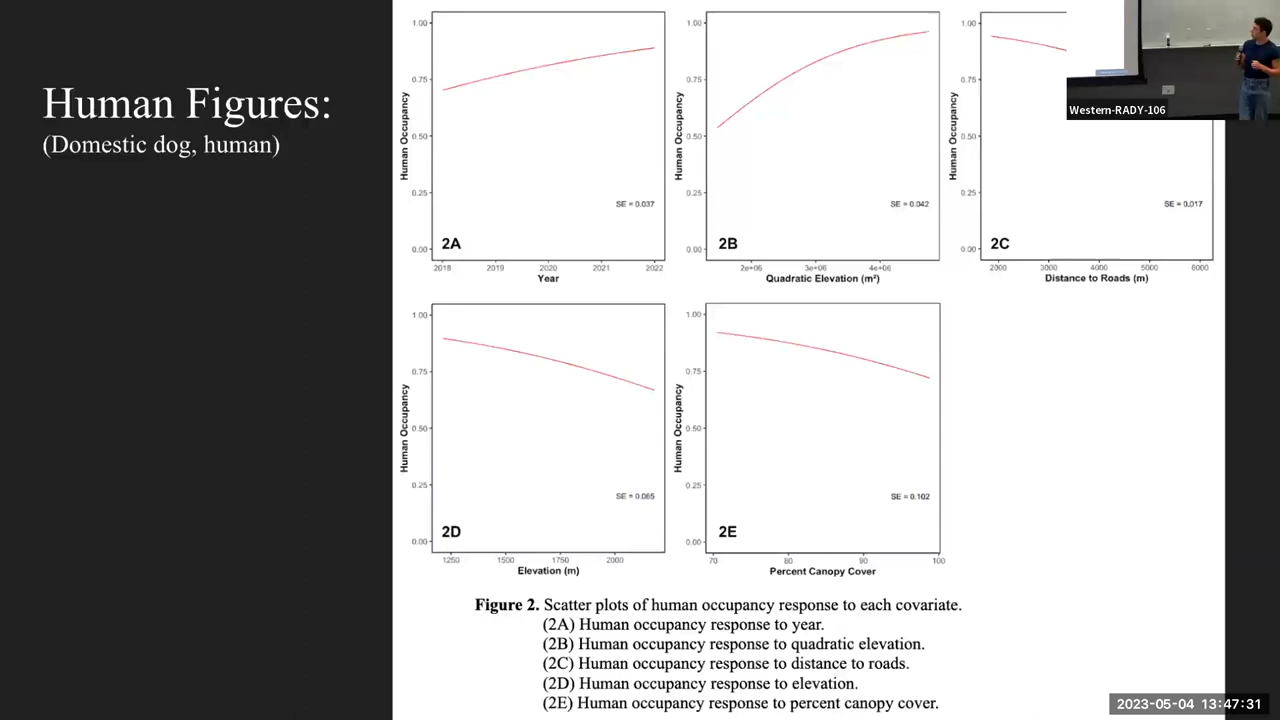 Human Figures:
(Domestic dog, human)
1.00
0.75
0.50
0.25
0.00
Human Occupancy
SE = 0.037
2A
2018 2019 2020 2021 2022
Year
1.00
0.75
0.50
0.25
0.00
Human Occupancy
SE = 0.042
2B
2e+06 3e+06 4e+06
Quadratic Elevation (m²)
1.00
0.75
0.50
0.25
0.00
Human Occupancy
SE = 0.017
2C
2000 3000 4000 5000 6000
Distance to Roads (m)
Western-RADY-106
1.00
0.75
0.50
0.25
0.00
Human Occupancy
SE = 0.065
2D
1250 1500 1750 2000
Elevation (m)
1.00
0.75
0.50
0.25
0.00
Human Occupancy
SE = 0.102
2E
70 80 90 100
Percent Canopy Cover
Figure 2. Scatter plots of human occupancy response to each covariate.
(2A) Human occupancy response to year.
(2B) Human occupancy response to quadratic elevation.
(2C) Human occupancy response to distance to roads.
(2D) Human occupancy response to elevation.
(2E) Human occupancy response to percent canopy cover.
2023-05-04 13:47:31